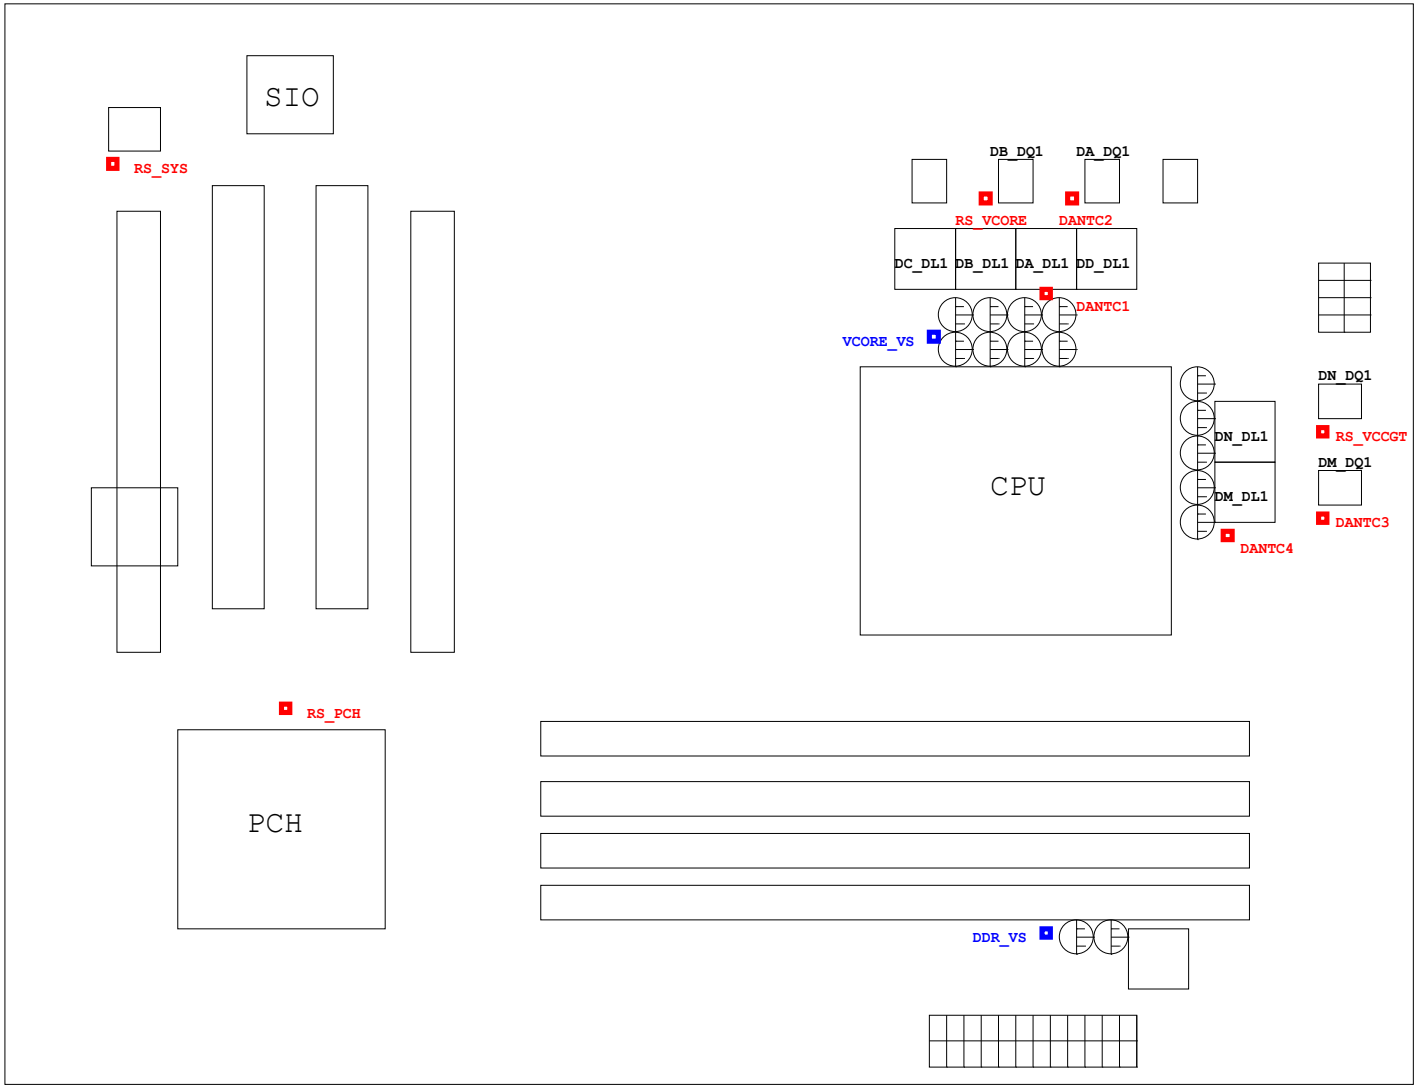 SIO
RS_SYS
DB_DQ1
DA_DQ1
RS_VCORE
DANTC2
DC_DL1
DB_DL1
DA_DL1
DD_DL1
DANTC1
VCORE_VS
DN_DQ1
DN_DL1
RS_VCCGT
DM_DQ1
CPU
DM_DL1
DANTC3
DANTC4
RS_PCH
PCH
DDR_VS